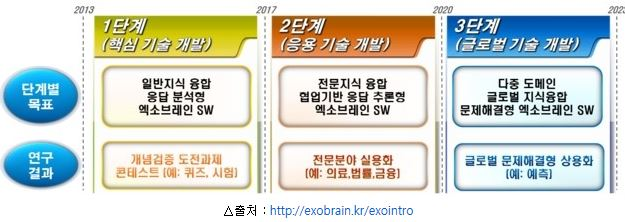 2013
2017
2020
2023
1단계
(핵심 기술 개발)
2단계
(응용 기술 개발)
3단계
(글로벌 기술 개발)
단계별
목표
일반지식 융합
응답 분석형
엑소브레인 SW
전문지식 융합
협업기반 응답 추론형
엑소브레인 SW
다중 도메인
글로벌 지식융합
문제해결형 엑소브레인 SW
연구
결과
개념검증 도전과제
콘테스트 (예: 퀴즈, 시험)
전문분야 실용화
(예: 의료,법률,금융)
글로벌 문제해결형 상용화
(예: 예측)
△출처 : http://exobrain.kr/exointro